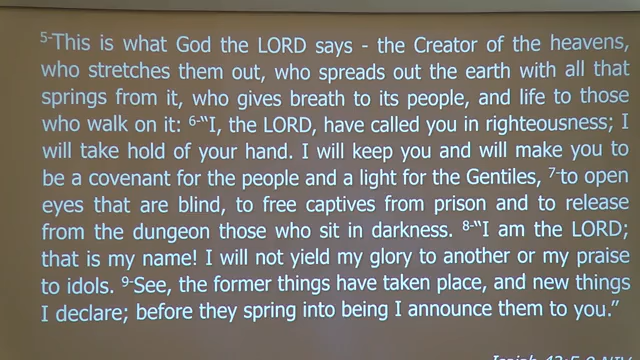 5-This is what God the LORD says - the Creator of the heavens,
who stretches them out, who spreads out the earth with all that
springs from it, who gives breath to its people, and life to those
who walk on it: 6-“I, the LORD, have called you in righteousness; I
will take hold of your hand. I will keep you and will make you to
be a covenant for the people and a light for the Gentiles, 7-to open
eyes that are blind, to free captives from prison and to release
from the dungeon those who sit in darkness. 8-“I am the LORD;
that is my name! I will not yield my glory to another or my praise
to idols. 9-See, the former things have taken place, and new things
I declare; before they spring into being I announce them to you.”
Isaiah 42:5-9 NIV